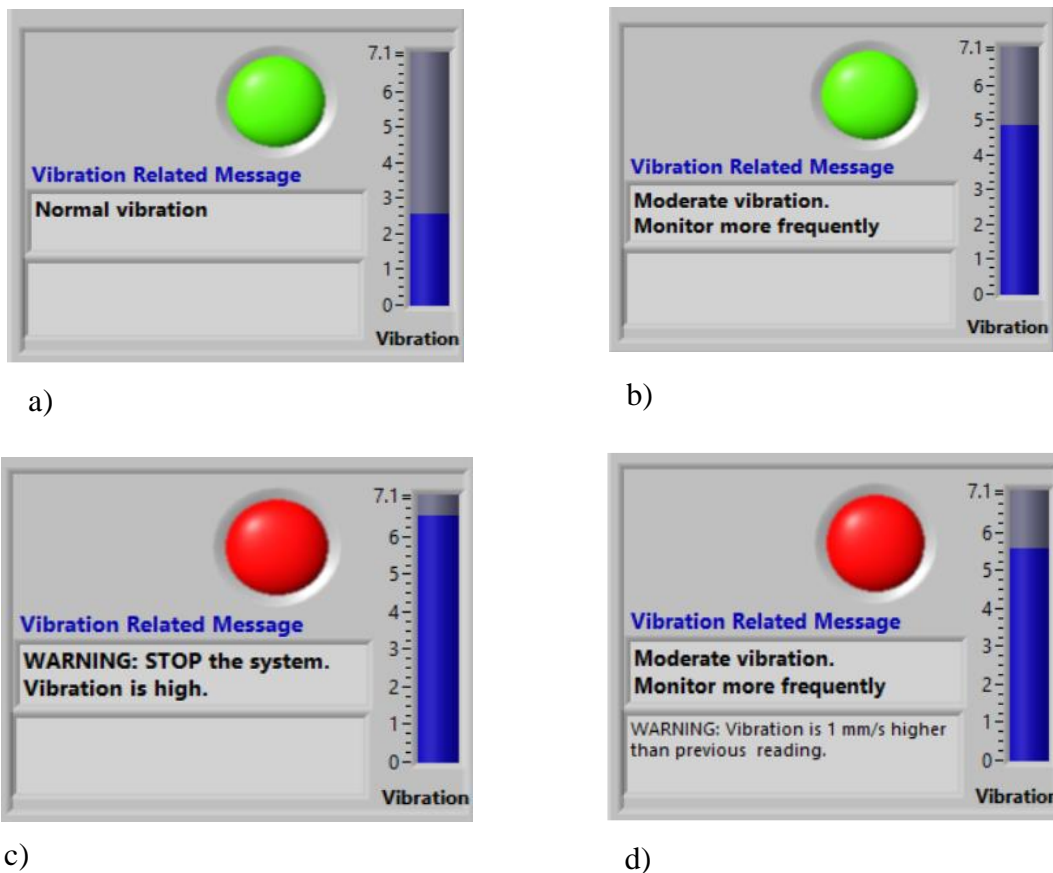 7.1
6
5
4
3
2
1
0
Vibration Related Message
Normal vibration
Vibration
a)
7.1
6
5
4
3
2
1
0
Vibration Related Message
Moderate vibration.
Monitor more frequently
Vibration
b)
7.1
6
5
4
3
2
1
0
Vibration Related Message
WARNING: STOP the system.
Vibration is high.
Vibration
c)
7.1
6
5
4
3
2
1
0
Vibration Related Message
Moderate vibration.
Monitor more frequently
WARNING: Vibration is 1 mm/s higher
than previous reading.
Vibration
d)